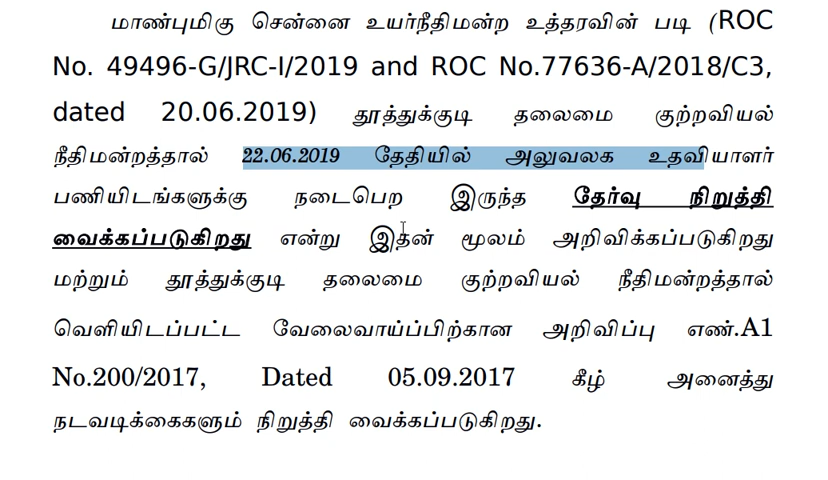 மாண்புமிகு சென்னை உயர்நீதிமன்ற உத்தரவின் படி (ROC
No. 49496-G/JRC-I/2019 and ROC No.77636-A/2018/C3,
dated 20.06.2019) தூத்துக்குடி தலைமை குற்றவியல்
நீதிமன்றத்தால் 22.06.2019 தேதியில் அலுவலக உதவியாளர்
பணியிடங்களுக்கு நடைபெற இருந்த தேர்வு நிறுத்தி
வைக்கப்படுகிறது என்று இதன் மூலம் அறிவிக்கப்படுகிறது
மற்றும் தூத்துக்குடி தலைமை குற்றவியல் நீதிமன்றத்தால்
வெளியிடப்பட்ட வேலைவாய்ப்பிற்கான அறிவிப்பு எண்.A1
No.200/2017, Dated 05.09.2017 கீழ் அனைத்து
நடவடிக்கைகளும் நிறுத்தி வைக்கப்படுகிறது.